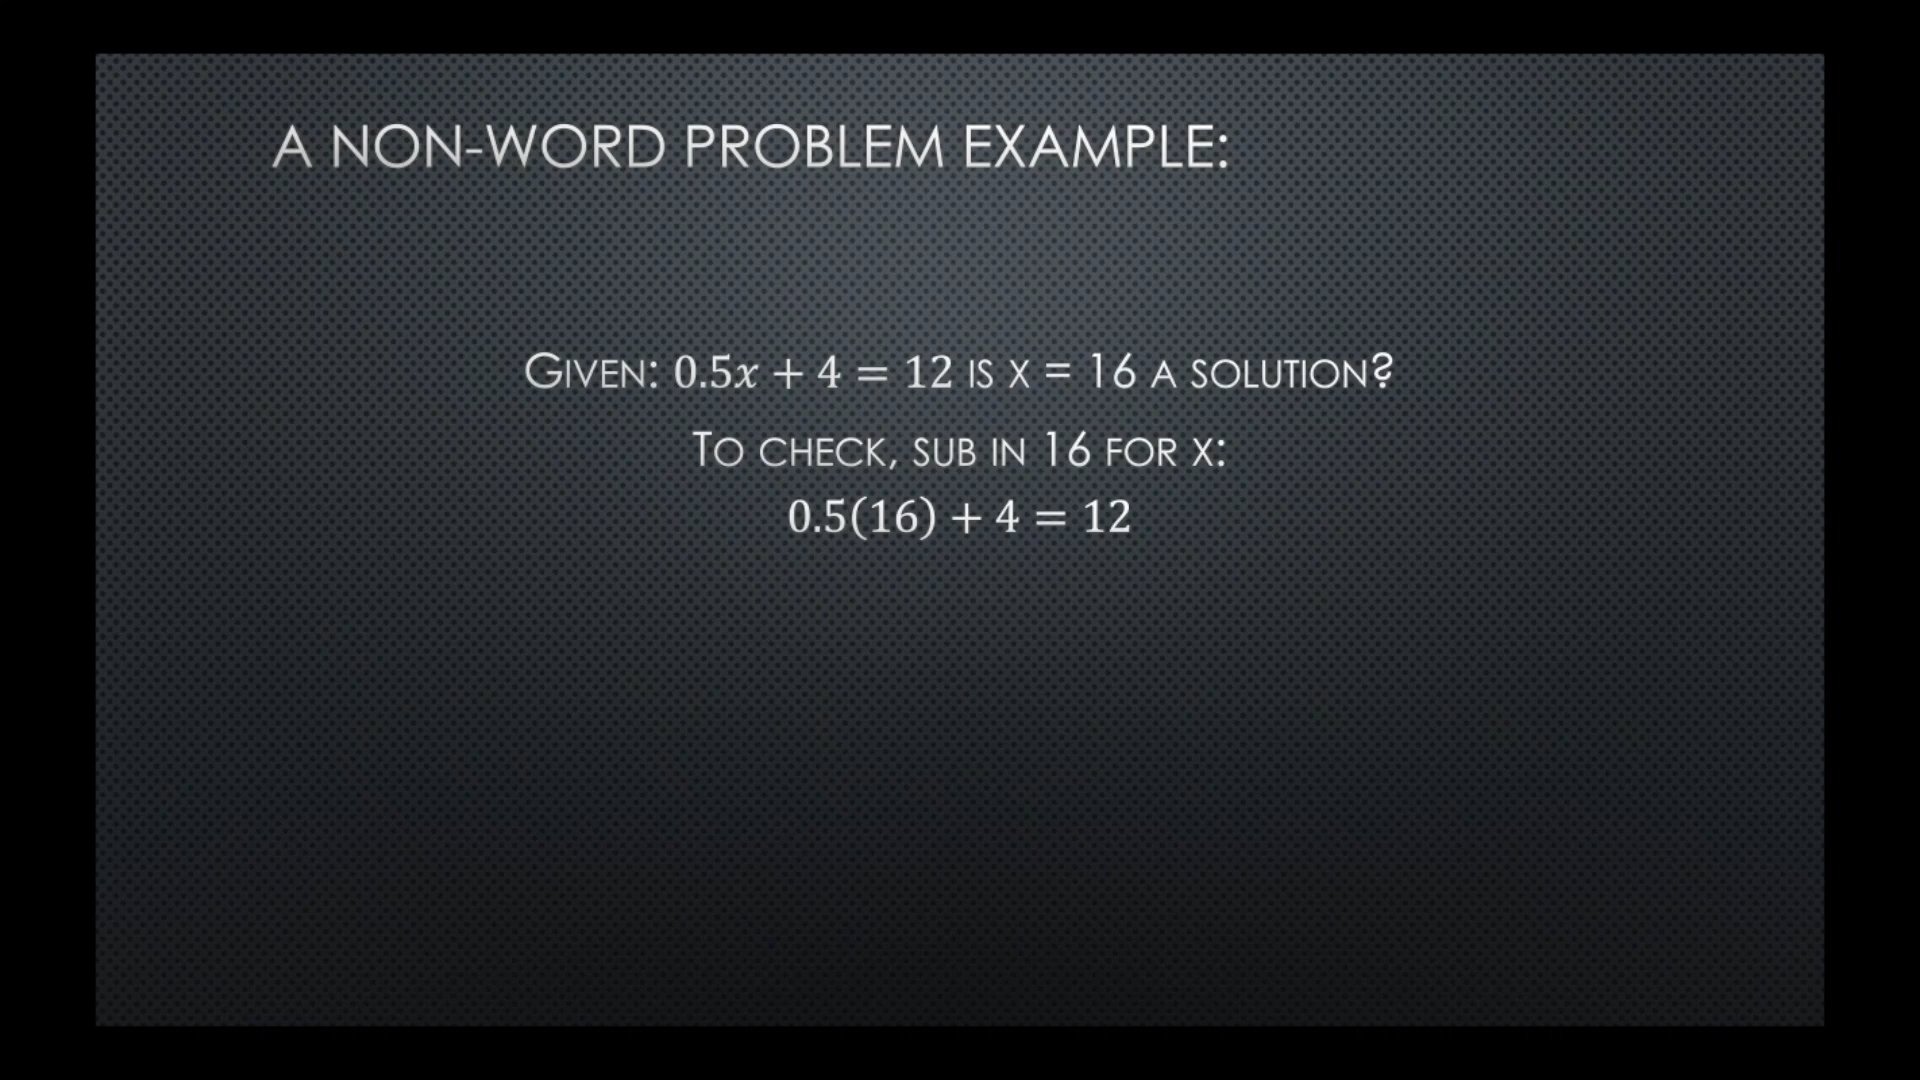 A NON-WORD PROBLEM EXAMPLE:
GIVEN: 0.5x + 4 = 12 IS X = 16 A SOLUTION?
TO CHECK, SUB IN 16 FOR X:
0.5(16) + 4 = 12